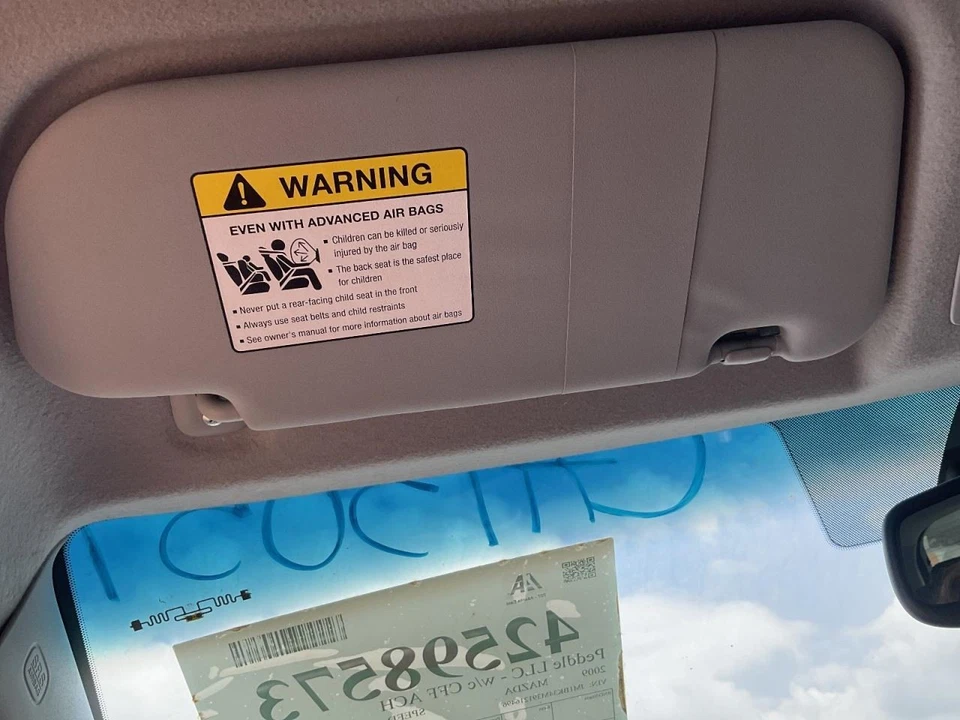 WARNING
EVEN WITH ADVANCED AIR BAGS
▪ Children can be killed or seriously
injured by the air bag
▪ The back seat is the safest place
for children
▪ Never put a rear-facing child seat in the front
▪ Always use seat belts and child restraints
▪ See owner's manual for more information about air bags
IA
42598573
Peddle LLC - w/c CFF ACH
2009
MAZDA
SPEED